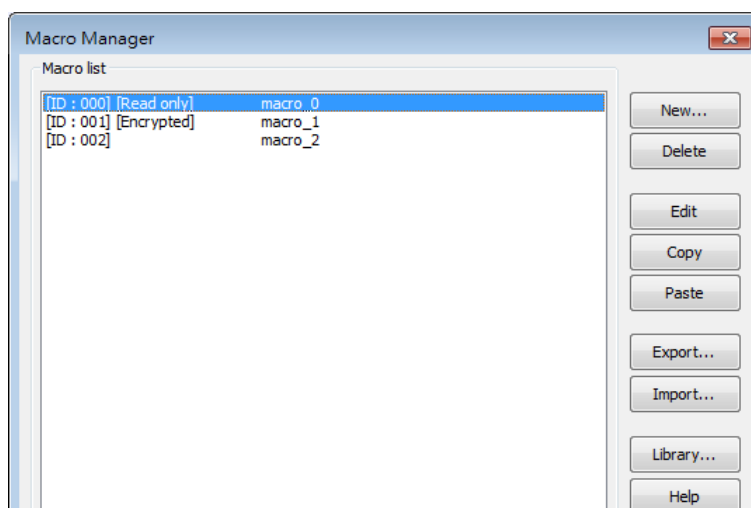 Macro Manager
Macro list
[ID : 000] [Read only] macro_0
[ID : 001] [Encrypted] macro_1
[ID : 002] macro_2
New...
Delete
Edit
Copy
Paste
Export...
Import...
Library...
Help